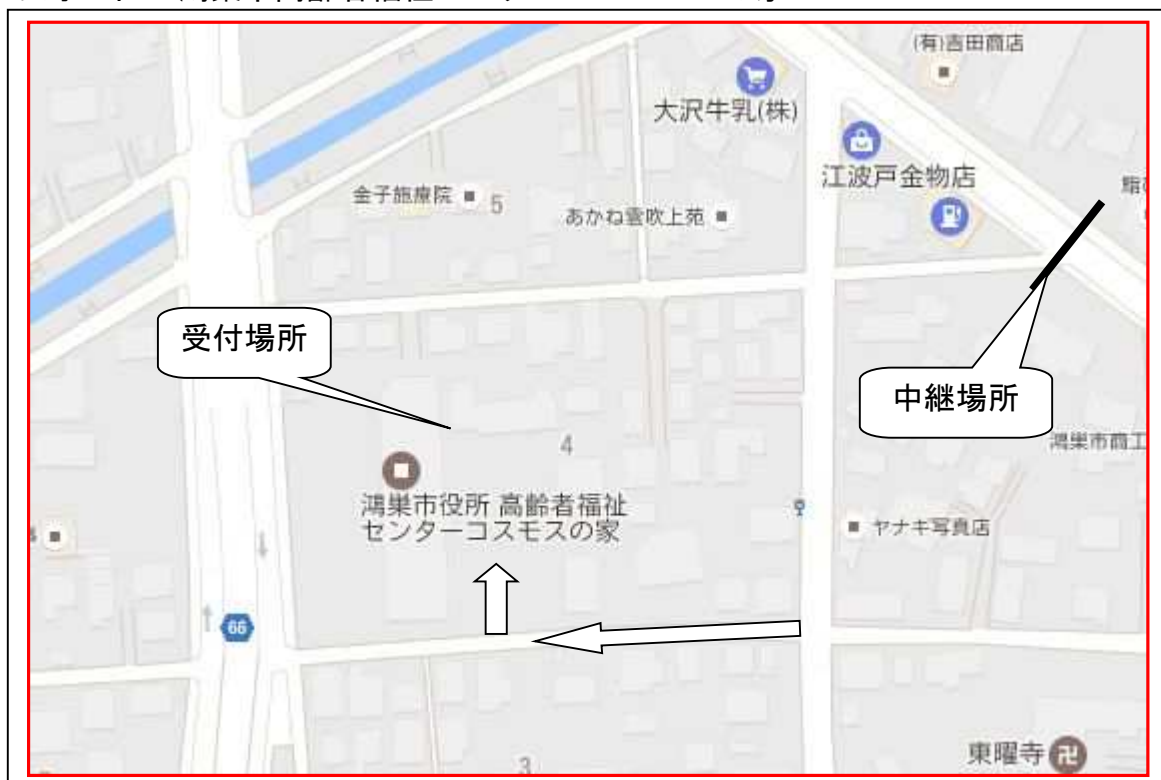 (有)吉田商店
大沢牛乳(株)
江波戸金物店
金子施療院
5
あかね雲吹上苑
受付場所
中継場所
4
鴻巣市商工
鴻巣市役所 高齢者福祉
センターコスモスの家
ヤナキ写真店
66
東曜寺
3